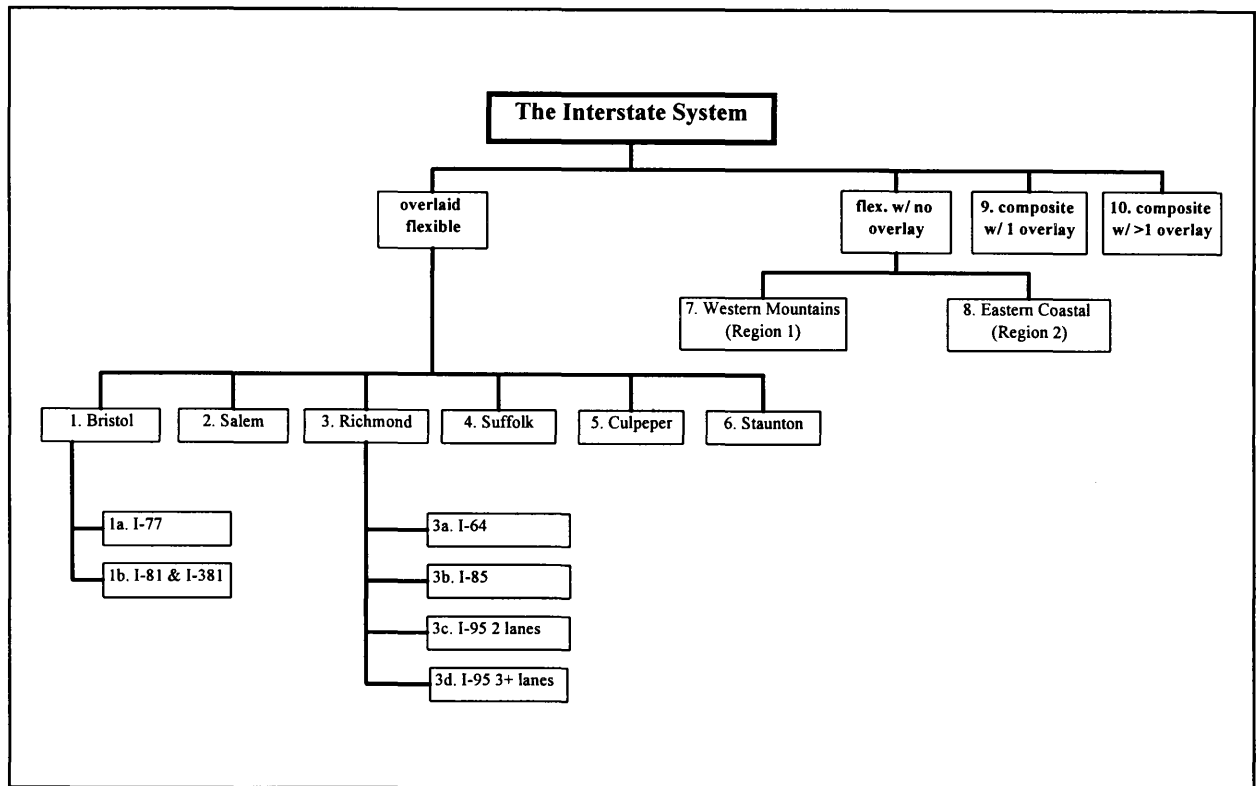 The Interstate System
overlaid
flexible
flex. w/ no
overlay
9. composite
w/ 1 overlay
10. composite
w/ >1 overlay
7. Western Mountains
(Region 1)
8. Eastern Coastal
(Region 2)
1. Bristol
2. Salem
3. Richmond
4. Suffolk
5. Culpeper
6. Staunton
1a. I-77
1b. I-81 & I-381
3a. I-64
3b. I-85
3c. I-95 2 lanes
3d. I-95 3+ lanes